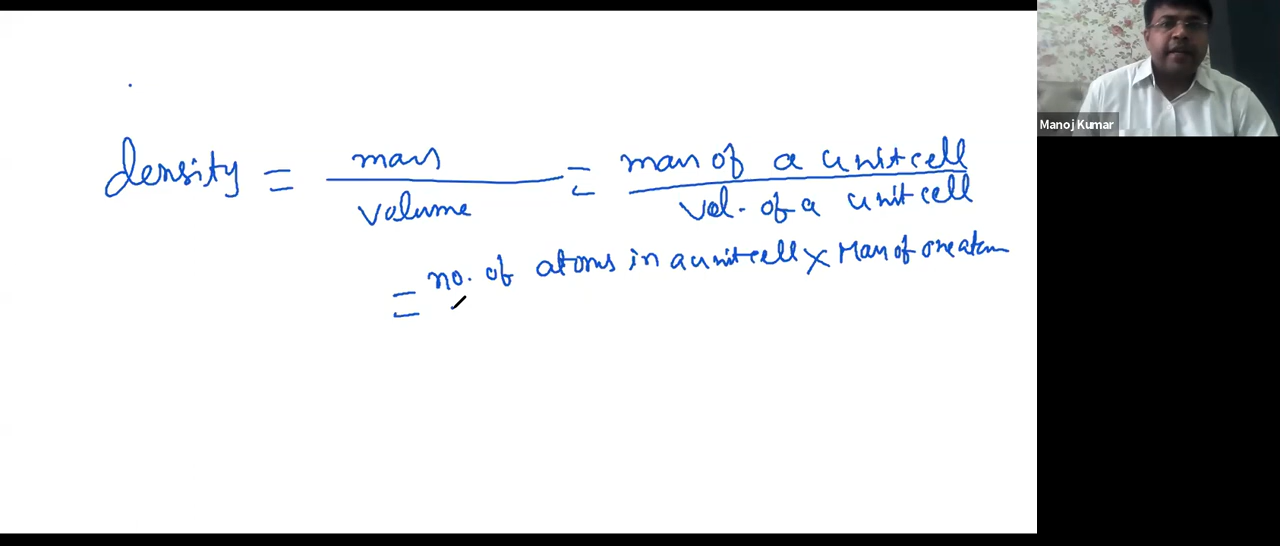 density = mass / volume = mass of a unit cell / vol. of a unit cell
= no. of atoms in a unit cell × Mass of one atom
Manoj Kumar